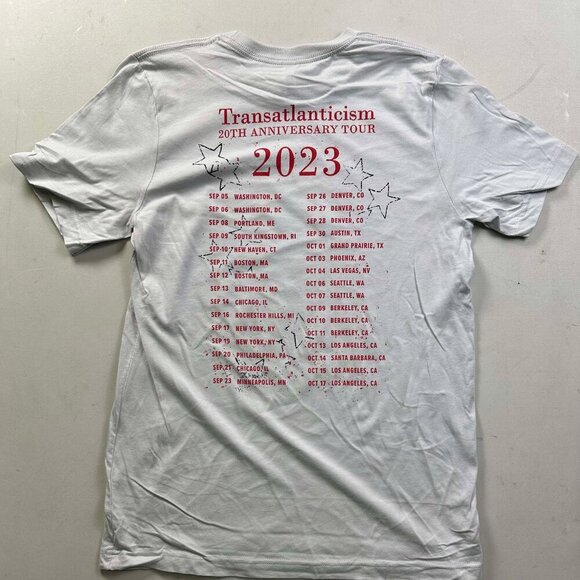 Transatlanticism
20TH ANNIVERSARY TOUR
2023
SEP 05 WASHINGTON, DC
SEP 06 WASHINGTON, DC
SEP 08 PORTLAND, ME
SEP 09 SOUTH KINGSTOWN, RI
SEP 10 NEW HAVEN, CT
SEP 11 BOSTON, MA
SEP 12 BOSTON, MA
SEP 13 BALTIMORE, MD
SEP 14 CHICAGO, IL
SEP 16 ROCHESTER HILLS, MI
SEP 17 NEW YORK, NY
SEP 19 NEW YORK, NY
SEP 20 PHILADELPHIA, PA
SEP 21 CHICAGO, IL
SEP 23 MINNEAPOLIS, MN
SEP 26 DENVER, CO
SEP 27 DENVER, CO
SEP 28 DENVER, CO
SEP 30 AUSTIN, TX
OCT 01 GRAND PRAIRIE, TX
OCT 03 PHOENIX, AZ
OCT 04 LAS VEGAS, NV
OCT 06 SEATTLE, WA
OCT 07 SEATTLE, WA
OCT 09 BERKELEY, CA
OCT 10 BERKELEY, CA
OCT 11 BERKELEY, CA
OCT 13 LOS ANGELES, CA
OCT 14 SANTA BARBARA, CA
OCT 15 LOS ANGELES, CA
OCT 17 LOS ANGELES, CA